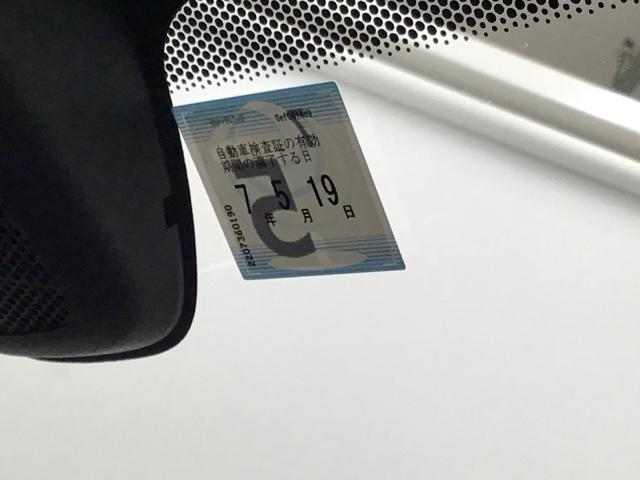 自動車検査証の有効
期間の満了する日
7年 5月 19日
2207360190